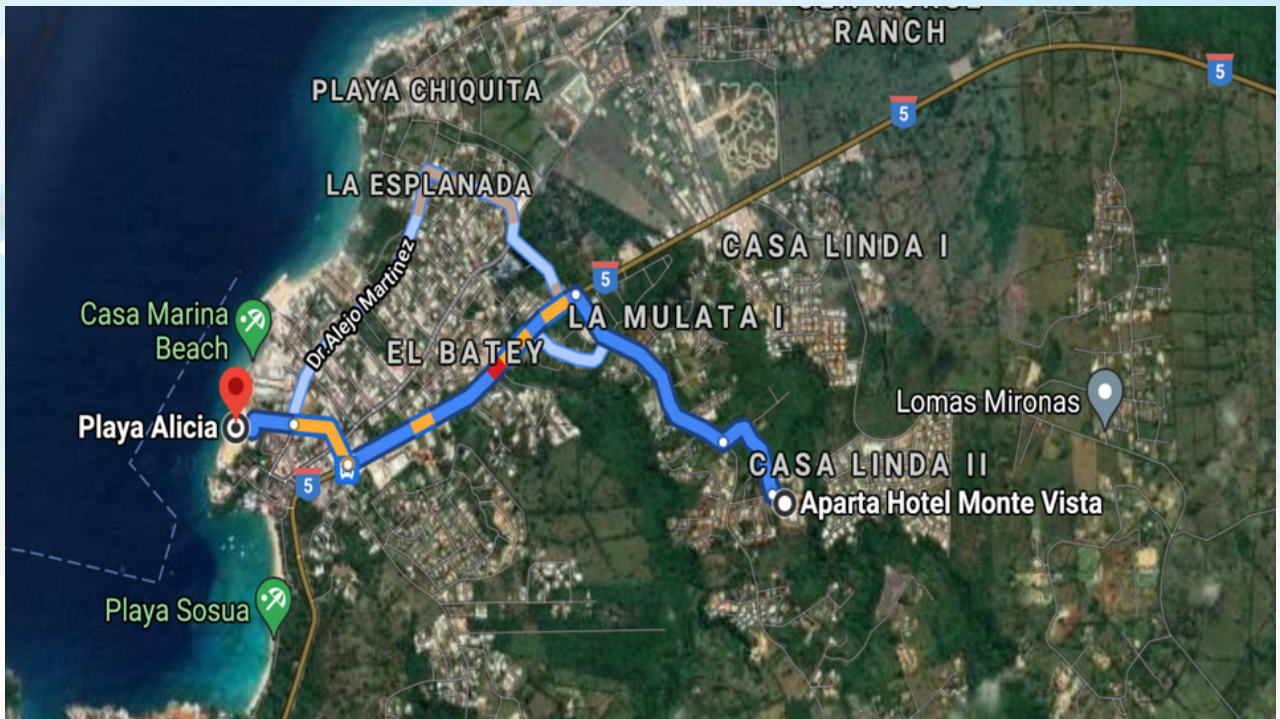 RANCH
5
PLAYA CHIQUITA
5
LA ESPLANADA
CASA LINDA I
Dr. Alejo Martínez
5
Casa Marina
Beach
LA MULATA I
EL BATEY
Lomas Mironas
Playa Alicia
CASA LINDA II
5
Aparta Hotel Monte Vista
Playa Sosua